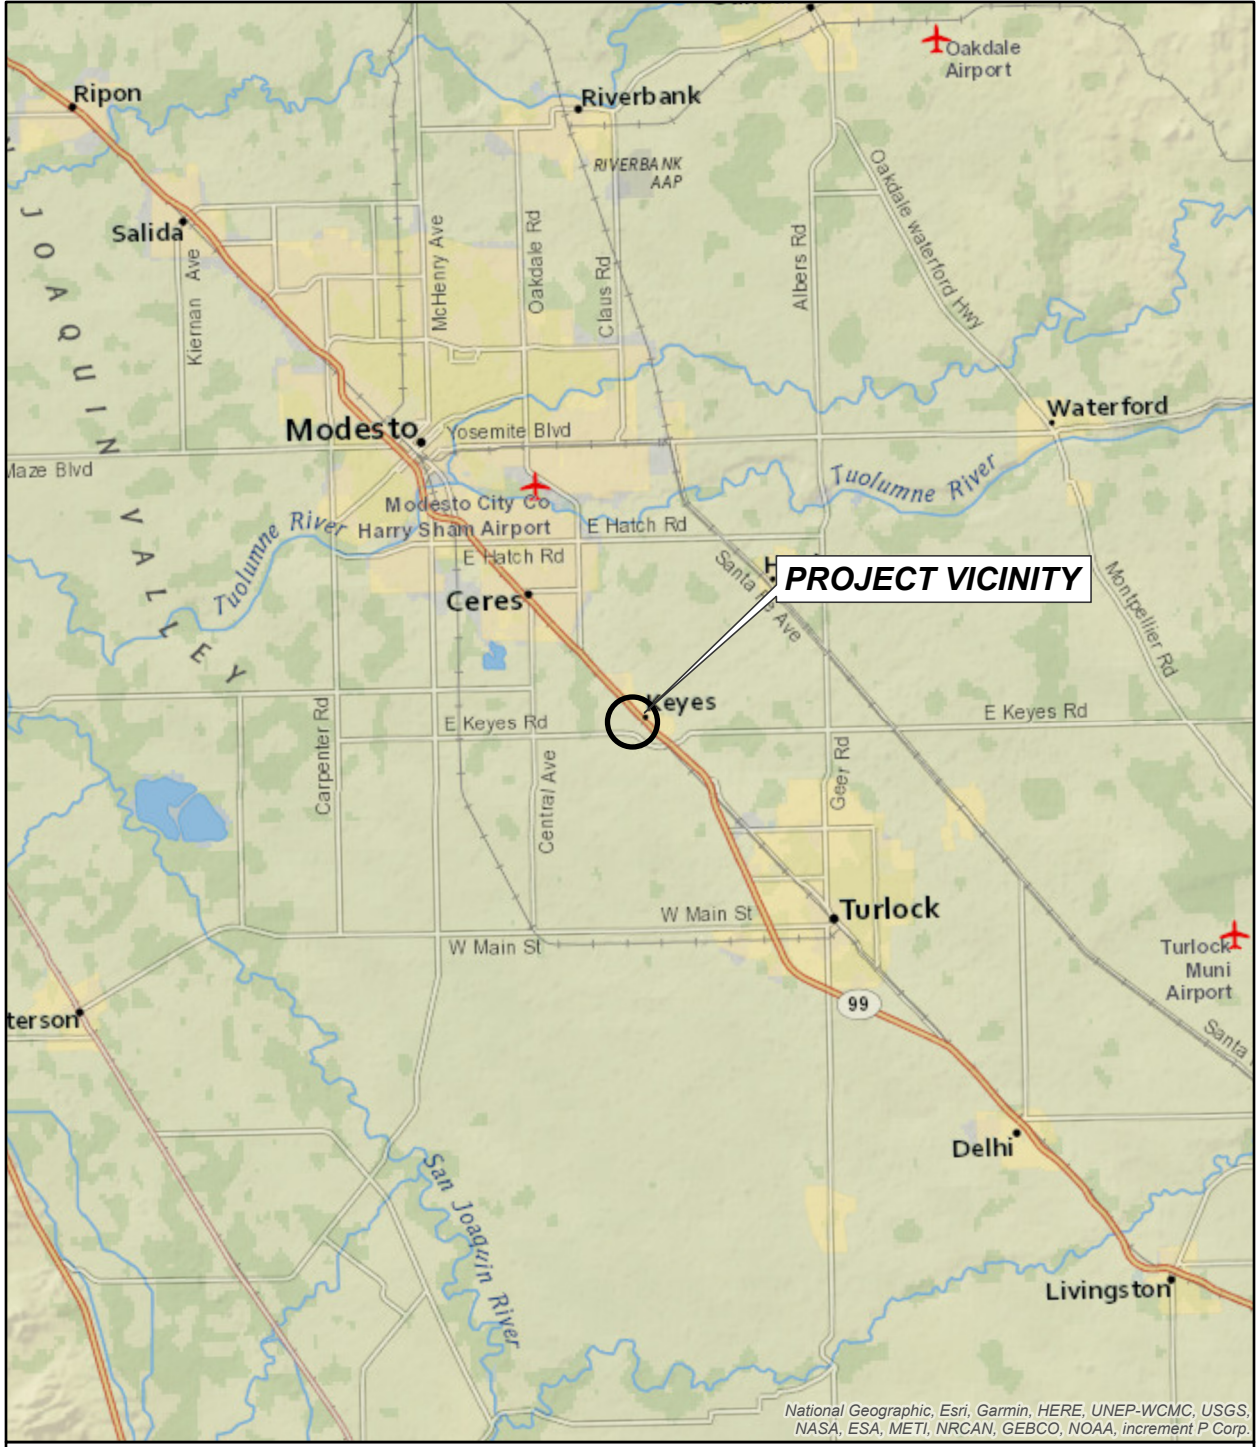 Oakdale
Airport
Ripon
Riverbank
RIVERBANK
AAP
Oakdale waterford Hwy
JOAQUIN VALLEY
Salida
Kiernan Ave
McHenry Ave
Oakdale Rd
Claus Rd
Albers Rd
Waterford
Modesto
Yosemite Blvd
Maze Blvd
Tuolumne River
Modesto City Co
Harry Sham Airport
E Hatch Rd
Tuolumne River
E Hatch Rd
Santa Fe Ave
PROJECT VICINITY
Montpellier Rd
Ceres
Keyes
E Keyes Rd
E Keyes Rd
Carpenter Rd
Central Ave
Geer Rd
W Main St
Turlock
W Main St
Turlock
Muni
Airport
99
terson
Santa
Delhi
San Joaquin River
Livingston
National Geographic, Esri, Garmin, HERE, UNEP-WCMC, USGS,
NASA, ESA, METI, NRCAN, GEBCO, NOAA, increment P Corp.